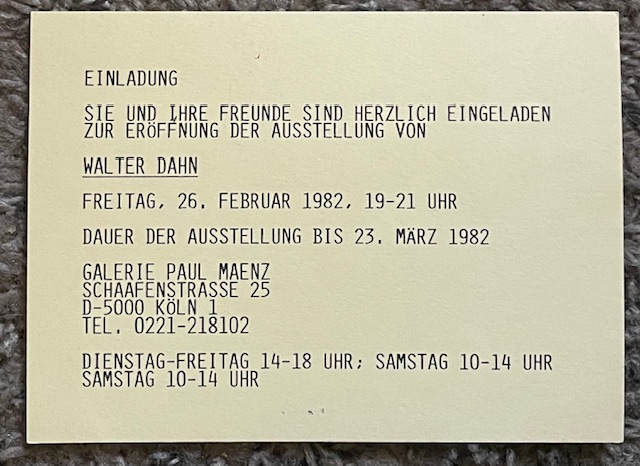 EINLADUNG
SIE UND IHRE FREUNDE SIND HERZLICH EINGELADEN
ZUR ERÖFFNUNG DER AUSSTELLUNG VON
WALTER DAHN
FREITAG, 26. FEBRUAR 1982, 19-21 UHR
DAUER DER AUSSTELLUNG BIS 23. MÄRZ 1982
GALERIE PAUL MAENZ
SCHAAFENSTRASSE 25
D-5000 KÖLN 1
TEL. 0221-218102
DIENSTAG-FREITAG 14-18 UHR; SAMSTAG 10-14 UHR
SAMSTAG 10-14 UHR